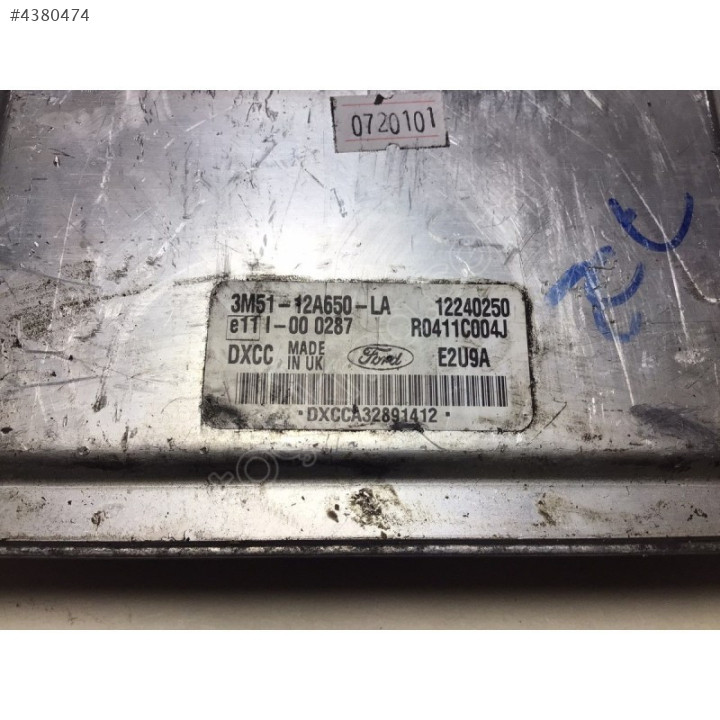 #4380474
0720101
3M51-12A650-LA 12240250
e11 I-00 0287 R0411C004J
DXCC MADE IN UK Ford E2U9A
*DXCCA32891412*